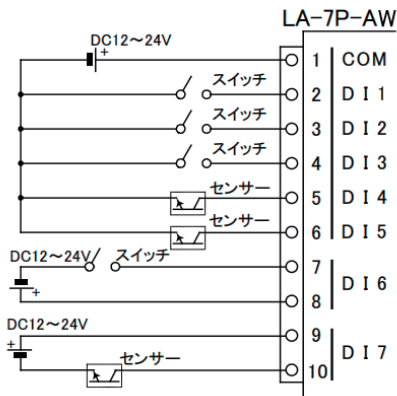 LA-7P-AW
DC12~24V
+
1 COM
スイッチ
2 DI1
スイッチ
3 DI2
スイッチ
4 DI3
センサー
5 DI4
センサー
6 DI5
DC12~24V スイッチ
7
DI6
+
8
DC12~24V
9
+
DI7
センサー
10